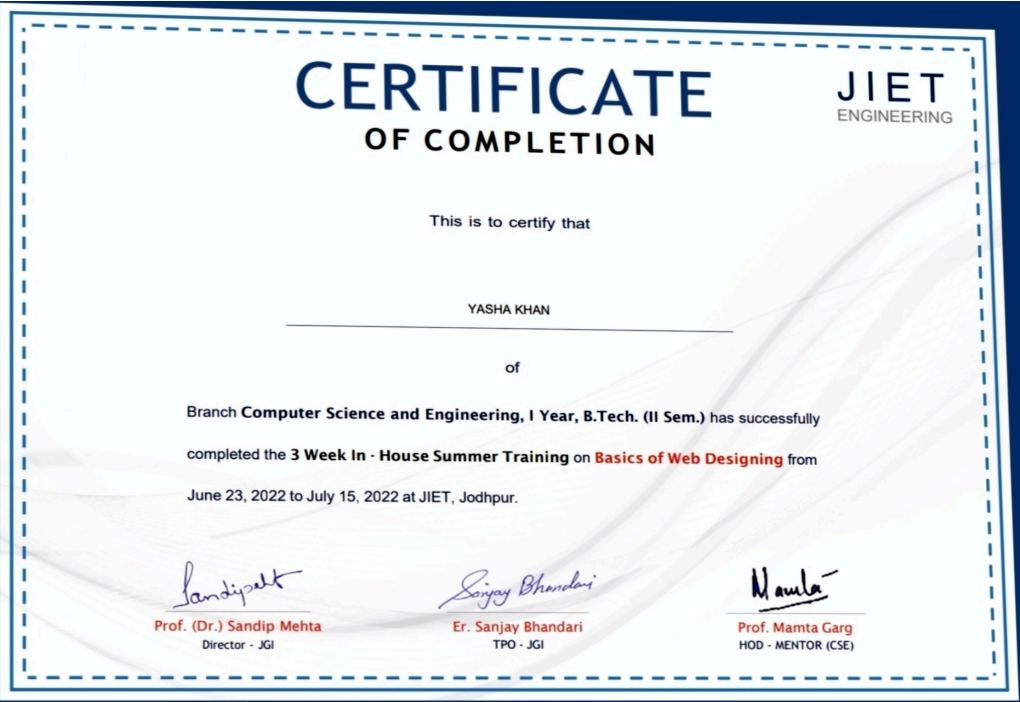 CERTIFICATE
OF COMPLETION
JIET
ENGINEERING
This is to certify that
YASHA KHAN
of
Branch Computer Science and Engineering, I Year, B.Tech. (II Sem.) has successfully
completed the 3 Week In - House Summer Training on Basics of Web Designing from
June 23, 2022 to July 15, 2022 at JIET, Jodhpur.
Sanjay Bhandari
Mamta
Prof. (Dr.) Sandip Mehta
Er. Sanjay Bhandari
Prof. Mamta Garg
Director - JGI
TPO - JGI
HOD - MENTOR (CSE)